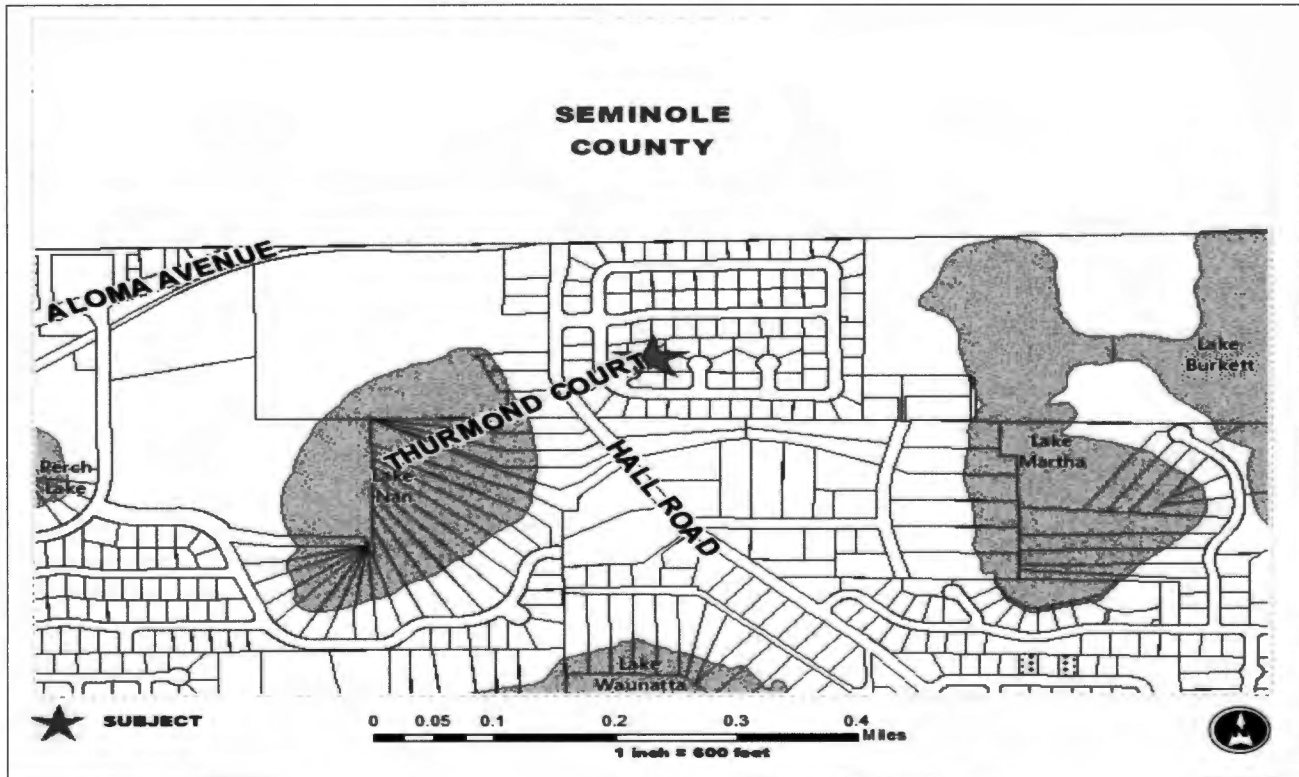 SEMINOLE
COUNTY
ALOMA AVENUE
Lake
Burkett
THURMOND COURT
HALL ROAD
Lake
Martha
Perch
Lake
Lake
Nan
Lake
Waunatta
SUBJECT
0 0.05 0.1 0.2 0.3 0.4
Miles
1 inch = 600 feet
N